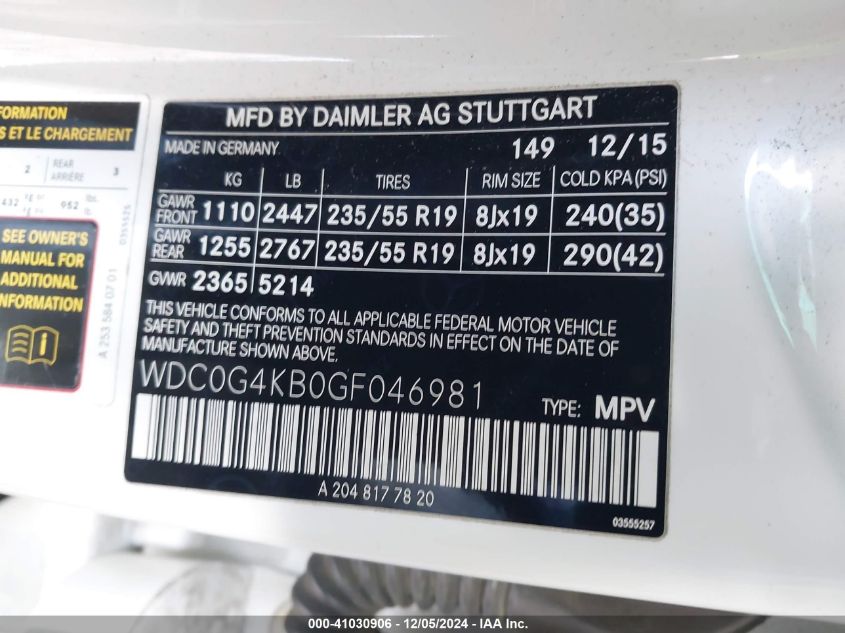 FORMATION
S ET LE CHARGEMENT
2 REAR ARRIÈRE 3
432 kg or 952 lbs.
SEE OWNER'S
MANUAL FOR
ADDITIONAL
INFORMATION
A 253 584 07 01
03555525
MFD BY DAIMLER AG STUTTGART
MADE IN GERMANY 149 12/15
KG LB TIRES RIM SIZE COLD KPA(PSI)
GAWR FRONT 1110 2447 235/55 R19 8Jx19 240(35)
GAWR REAR 1255 2767 235/55 R19 8Jx19 290(42)
GVWR 2365 5214
THIS VEHICLE CONFORMS TO ALL APPLICABLE FEDERAL MOTOR VEHICLE
SAFETY AND THEFT PREVENTION STANDARDS IN EFFECT ON THE DATE OF
MANUFACTURE SHOWN ABOVE.
WDC0G4KB0GF046981 TYPE: MPV
A 204 817 78 20
03555257
000-41030906 - 12/05/2024 - IAA Inc.